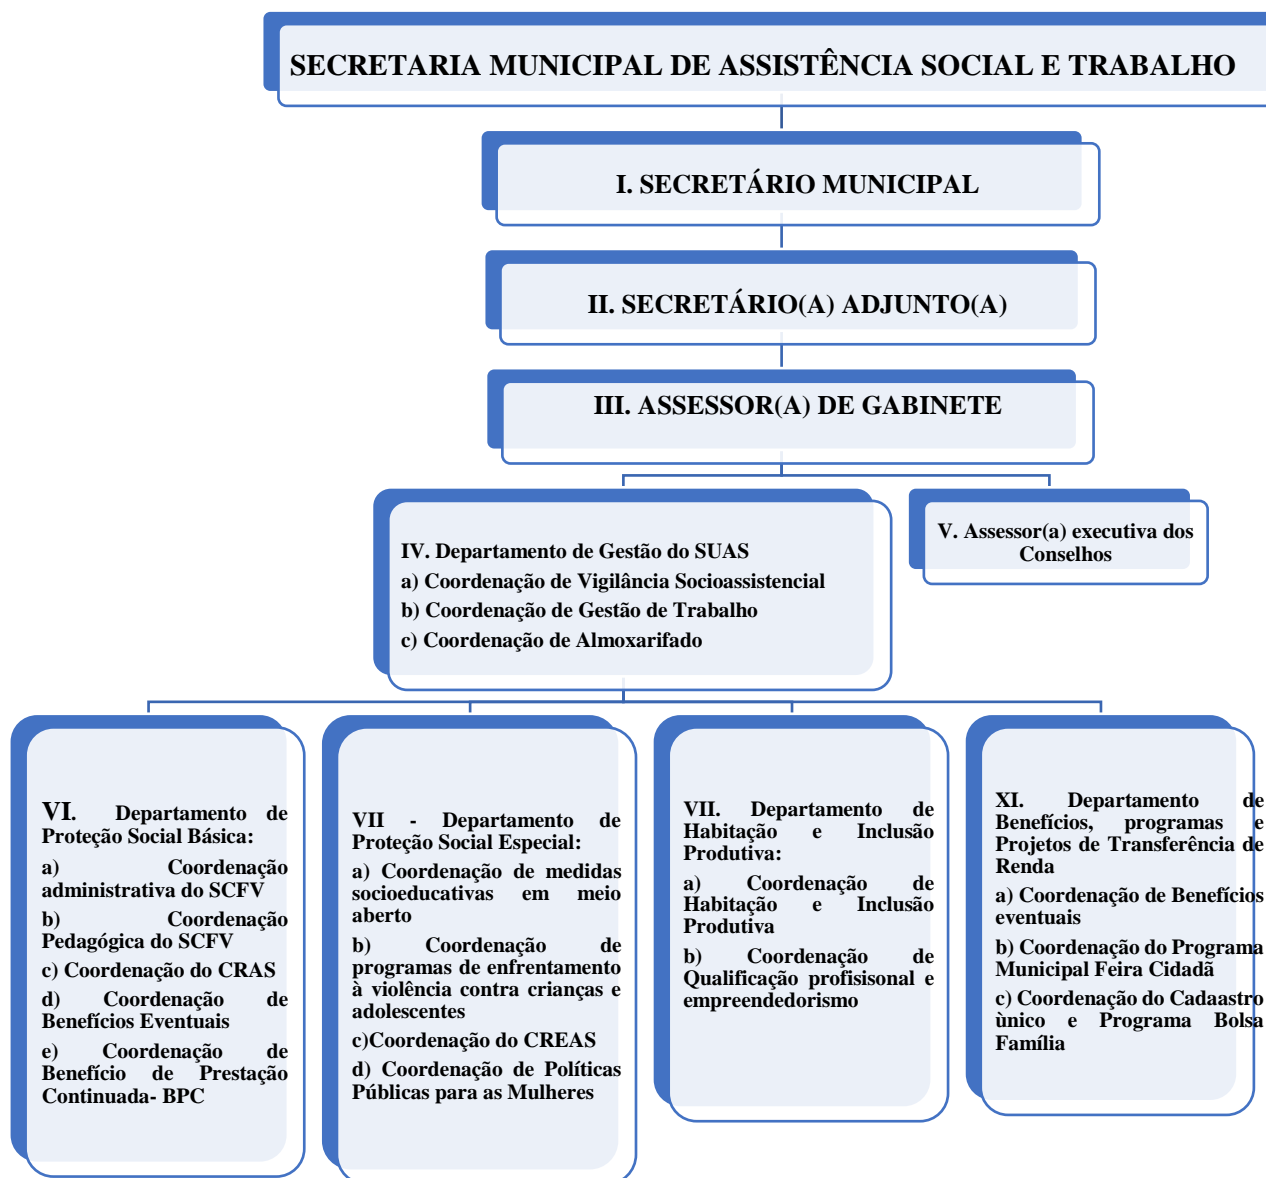 SECRETARIA MUNICIPAL DE ASSISTÊNCIA SOCIAL E TRABALHO
I. SECRETÁRIO MUNICIPAL
II. SECRETÁRIO(A) ADJUNTO(A)
III. ASSESSOR(A) DE GABINETE
IV. Departamento de Gestão do SUAS
a) Coordenação de Vigilância Socioassistencial
b) Coordenação de Gestão de Trabalho
c) Coordenação de Almoxarifado
V. Assessor(a) executiva dos
Conselhos
VI. Departamento de
Proteção Social Básica:
a) Coordenação
administrativa do SCFV
b) Coordenação
Pedagógica do SCFV
c) Coordenação do CRAS
d) Coordenação de
Benefícios Eventuais
e) Coordenação de
Benefício de Prestação
Continuada- BPC
VII - Departamento de
Proteção Social Especial:
a) Coordenação de medidas
socioeducativas em meio
aberto
b) Coordenação de
programas de enfrentamento
à violência contra crianças e
adolescentes
c)Coordenação do CREAS
d) Coordenação de Políticas
Públicas para as Mulheres
VII. Departamento de
Habitação e Inclusão
Produtiva:
a) Coordenação de
Habitação e Inclusão
Produtiva
b) Coordenação de
Qualificação profisisonal e
empreendedorismo
XI. Departamento de
Benefícios, programas e
Projetos de Transferência de
Renda
a) Coordenação de Benefícios
eventuais
b) Coordenação do Programa
Municipal Feira Cidadã
c) Coordenação do Cadaastro
ùnico e Programa Bolsa
Família